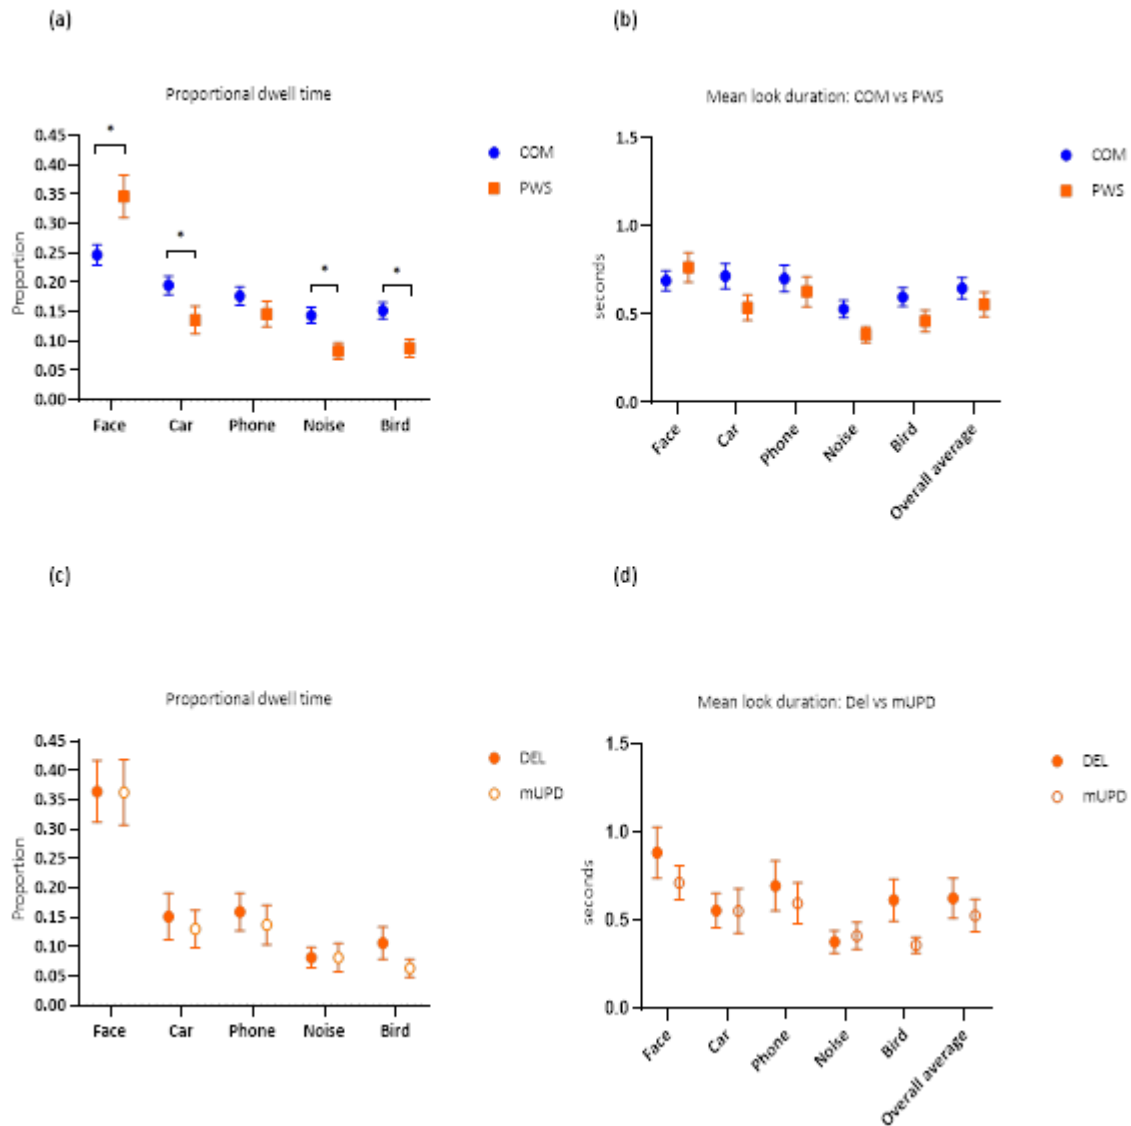 (a)
Proportional dwell time
0.45
0.40
0.35
0.30
0.25
0.20
0.15
0.10
0.05
0.00
Proportion
*
*
*
*
Face Car Phone Noise Bird
COM
PWS
(b)
Mean look duration: COM vs PWS
1.5
1.0
0.5
0.0
seconds
Face Car Phone Noise Bird Overall average
COM
PWS
(c)
Proportional dwell time
0.45
0.40
0.35
0.30
0.25
0.20
0.15
0.10
0.05
0.00
Proportion
Face Car Phone Noise Bird
DEL
mUPD
(d)
Mean look duration: Del vs mUPD
1.5
1.0
0.5
0.0
seconds
Face Car Phone Noise Bird Overall average
DEL
mUPD